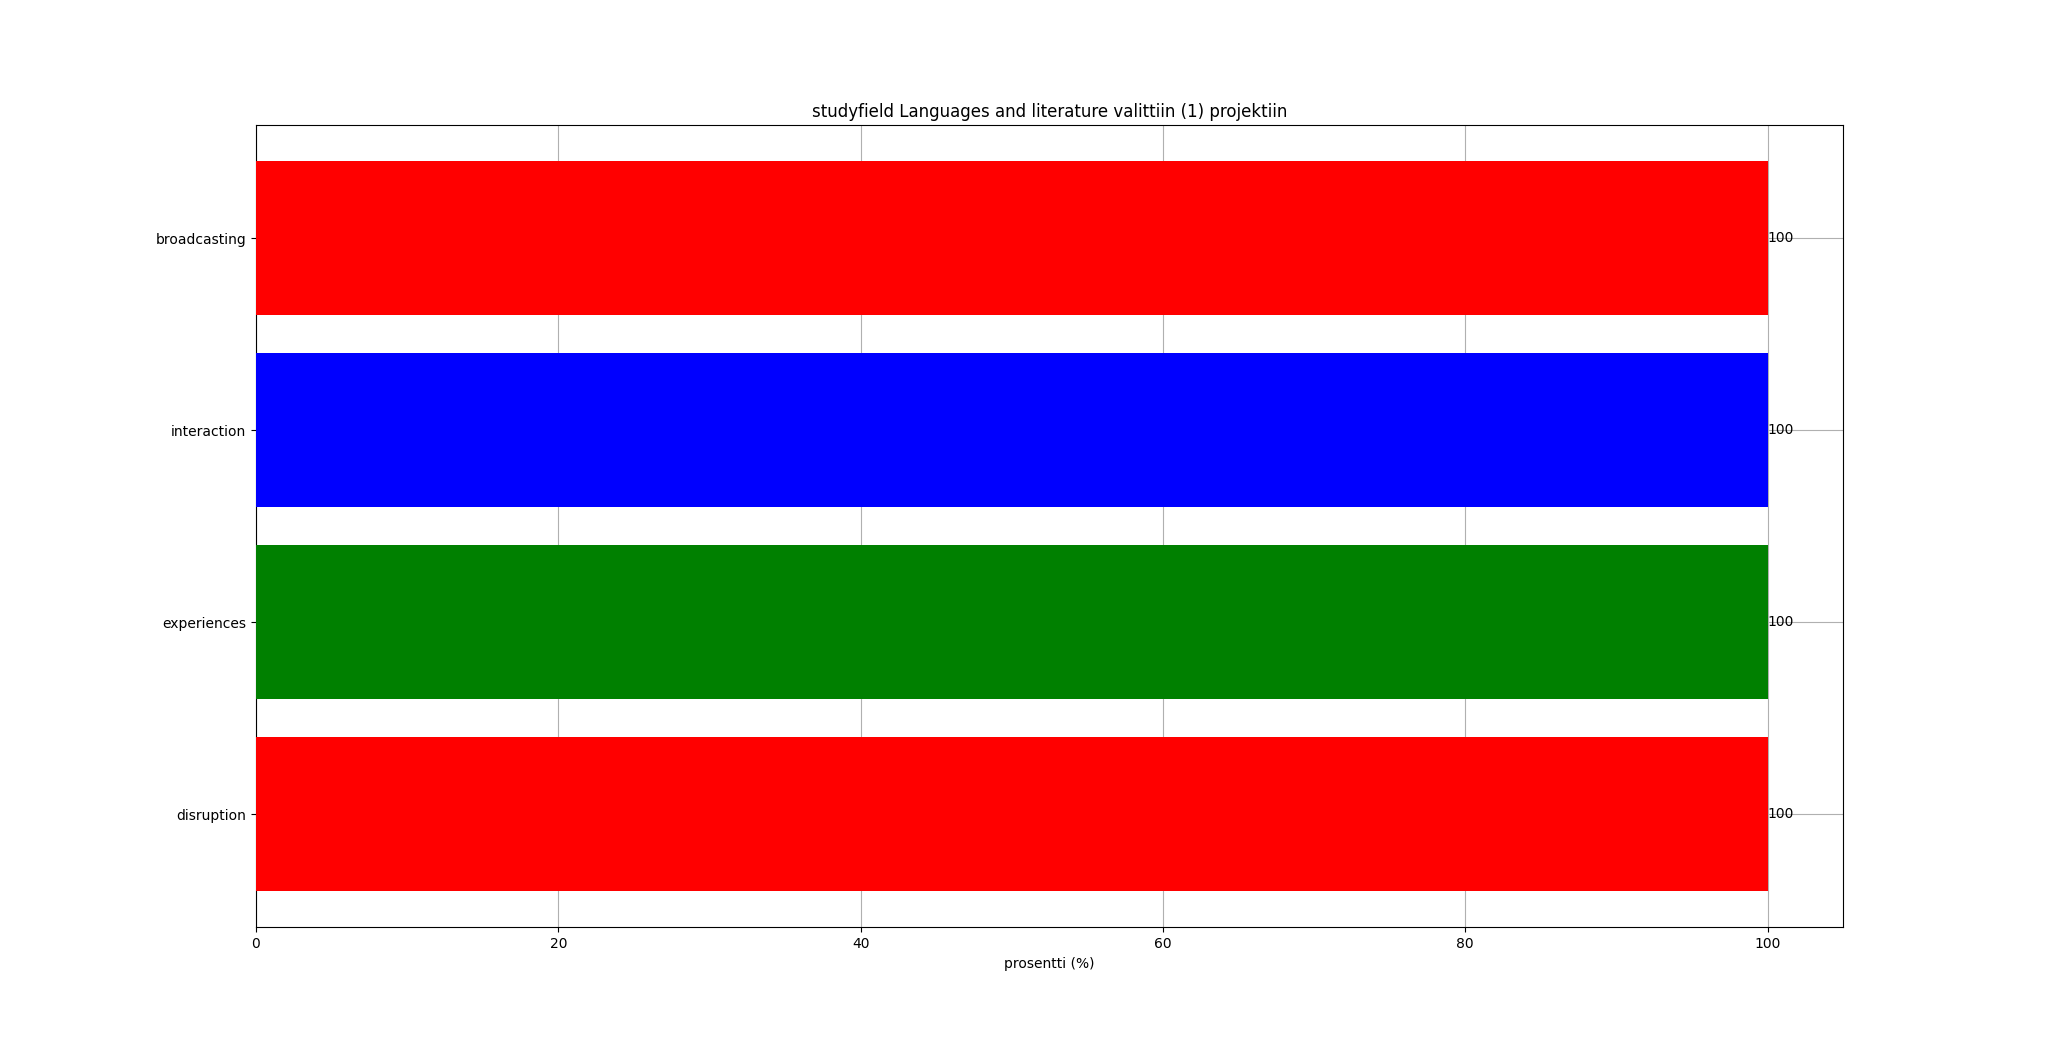 studyfield Languages and literature valittiin (1) projektiin
broadcasting
100
interaction
100
experiences
100
disruption
100
0 20 40 60 80 100
prosentti (%)